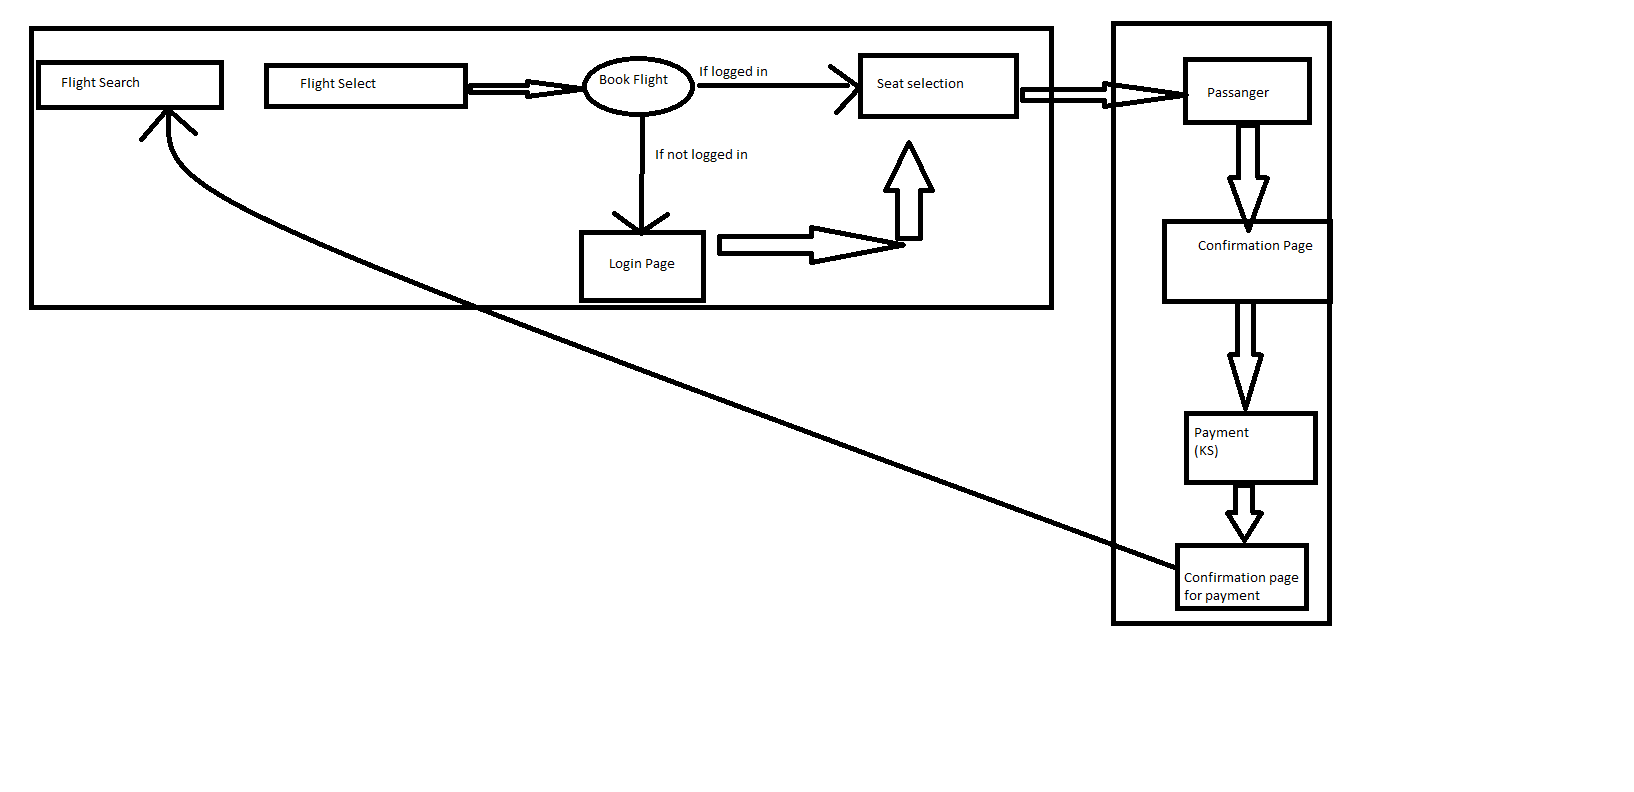 Flight Search
Flight Select
Book Flight
If logged in
Seat selection
Passanger
If not logged in
Login Page
Confirmation Page
Payment
(KS)
Confirmation page
for payment